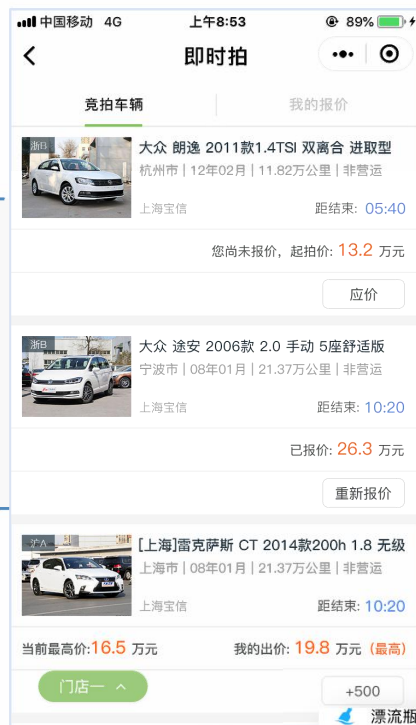 中国移动 4G 上午8:53 89%
即时拍
竞拍车辆 我的报价
浙B
大众 朗逸 2011款1.4TSI 双离合 进取型
杭州市 | 12年02月 | 11.82万公里 | 非营运
上海宝信 距结束: 05:40
您尚未报价，起拍价: 13.2 万元
应价
浙B
大众 途安 2006款 2.0 手动 5座舒适版
宁波市 | 08年01月 | 21.37万公里 | 非营运
上海宝信 距结束: 10:20
已报价: 26.3 万元
重新报价
沪A
[上海]雷克萨斯 CT 2014款200h 1.8 无级
上海市 | 08年01月 | 21.37万公里 | 非营运
上海宝信 距结束: 10:20
当前最高价:16.5 万元 我的出价: 19.8 万元 (最高)
门店一 +500
漂流瓶